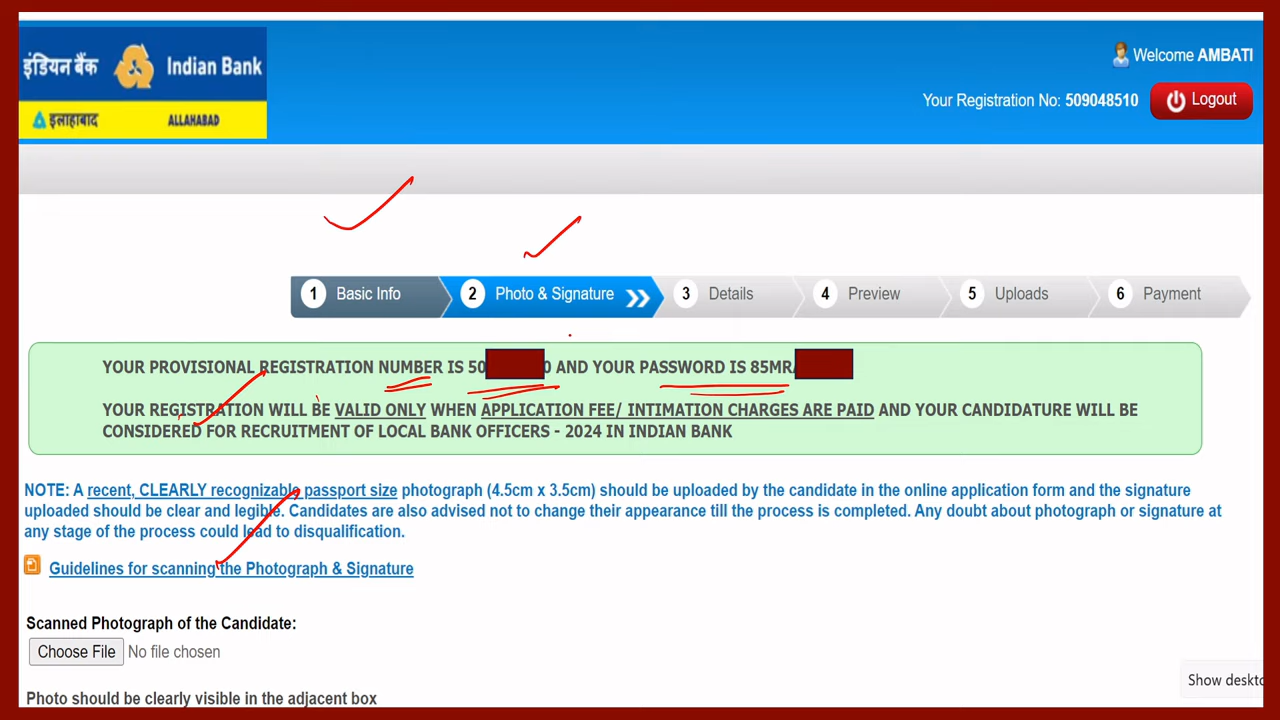 इंडियन बैंक Indian Bank
इलाहाबाद ALLAHABAD
Welcome AMBATI
Your Registration No: 509048510 Logout
1 Basic Info 2 Photo & Signature 3 Details 4 Preview 5 Uploads 6 Payment
YOUR PROVISIONAL REGISTRATION NUMBER IS 50 0 AND YOUR PASSWORD IS 85MR
YOUR REGISTRATION WILL BE VALID ONLY WHEN APPLICATION FEE/ INTIMATION CHARGES ARE PAID AND YOUR CANDIDATURE WILL BE
CONSIDERED FOR RECRUITMENT OF LOCAL BANK OFFICERS - 2024 IN INDIAN BANK
NOTE: A recent, CLEARLY recognizable passport size photograph (4.5cm x 3.5cm) should be uploaded by the candidate in the online application form and the signature
uploaded should be clear and legible. Candidates are also advised not to change their appearance till the process is completed. Any doubt about photograph or signature at
any stage of the process could lead to disqualification.
Guidelines for scanning the Photograph & Signature
Scanned Photograph of the Candidate:
Choose File No file chosen
Photo should be clearly visible in the adjacent box
Show deskto